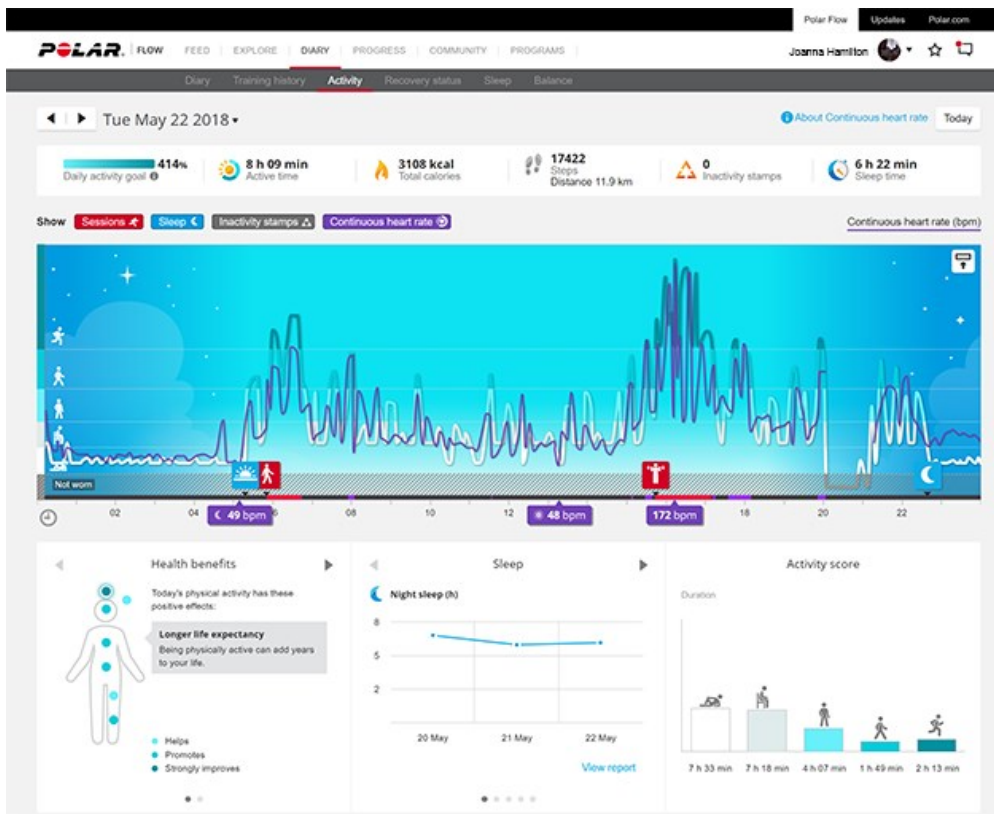 Polar Flow Updates Polar.com
POLAR. FLOW FEED EXPLORE DIARY PROGRESS COMMUNITY PROGRAMS
Joanna Hamilton
Diary Training history Activity Recovery status Sleep Balance
Tue May 22 2018
About Continuous heart rate Today
414%
Daily activity goal
8 h 09 min
Active time
3108 kcal
Total calories
17422
Steps
Distance 11.9 km
0
Inactivity stamps
6 h 22 min
Sleep time
Show Sessions Sleep Inactivity stamps Continuous heart rate
Continuous heart rate (bpm)
Not worn
02 04 6 08 10 12 18 20 22
49 bpm 48 bpm 172 bpm
Health benefits
Today's physical activity has these
positive effects:
Longer life expectancy
Being physically active can add years
to your life.
Helps
Promotes
Strongly improves
Sleep
Night sleep (h)
8
5
2
20 May 21 May 22 May
View report
Activity score
Duration
7 h 33 min 7 h 18 min 4 h 07 min 1 h 49 min 2 h 13 min